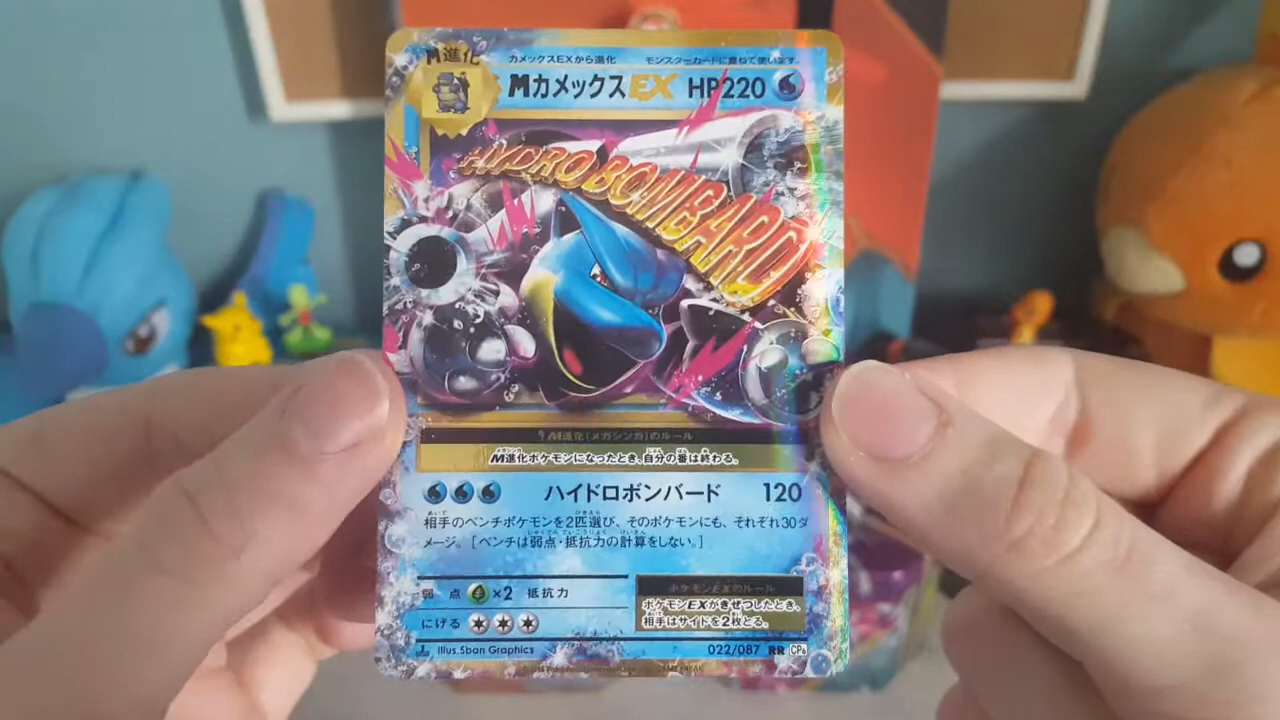 M進化
カメックスEXから進化
モンスターカードに重ねて使います。
MカメックスEX HP220
HYDRO BOMBARD
M進化(メガシンカ)のルール
M進化ポケモンになったとき、自分の番は終わる。
ハイドロボンバード 120
相手のベンチポケモンを2匹選び、そのポケモンにも、それぞれ30ダ
メージ。[ベンチは弱点・抵抗力の計算をしない。]
弱点 ×2 抵抗力
にげる
ポケモンEXのルール
ポケモンEXがきぜつしたとき、
相手はサイドを2枚とる。
Illus.5ban Graphics
022/087 RR CP6